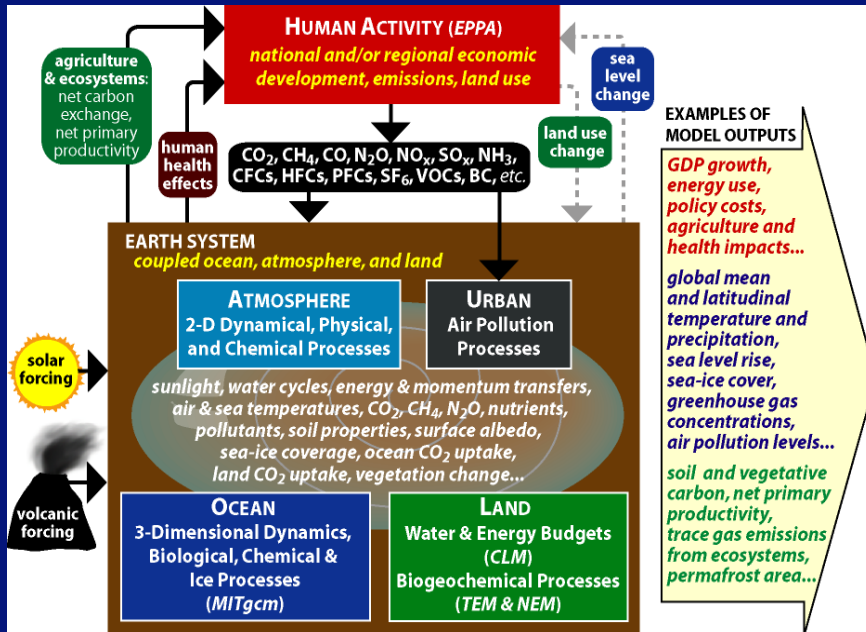 HUMAN ACTIVITY (EPPA)
national and/or regional economic
development, emissions, land use
agriculture
& ecosystems:
net carbon
exchange,
net primary
productivity
human
health
effects
sea
level
change
land use
change
CO₂, CH₄, CO, N₂O, NOₓ, SOₓ, NH₃,
CFCs, HFCs, PFCs, SF₆, VOCs, BC, etc.
EARTH SYSTEM
coupled ocean, atmosphere, and land
ATMOSPHERE
2-D Dynamical, Physical,
and Chemical Processes
URBAN
Air Pollution
Processes
solar
forcing
volcanic
forcing
sunlight, water cycles, energy & momentum transfers,
air & sea temperatures, CO₂, CH₄, N₂O, nutrients,
pollutants, soil properties, surface albedo,
sea-ice coverage, ocean CO₂ uptake,
land CO₂ uptake, vegetation change...
OCEAN
3-Dimensional Dynamics,
Biological, Chemical &
Ice Processes
(MITgcm)
LAND
Water & Energy Budgets
(CLM)
Biogeochemical Processes
(TEM & NEM)
EXAMPLES OF
MODEL OUTPUTS
GDP growth,
energy use,
policy costs,
agriculture and
health impacts...
global mean
and latitudinal
temperature and
precipitation,
sea level rise,
sea-ice cover,
greenhouse gas
concentrations,
air pollution levels...
soil and vegetative
carbon, net primary
productivity,
trace gas emissions
from ecosystems,
permafrost area...